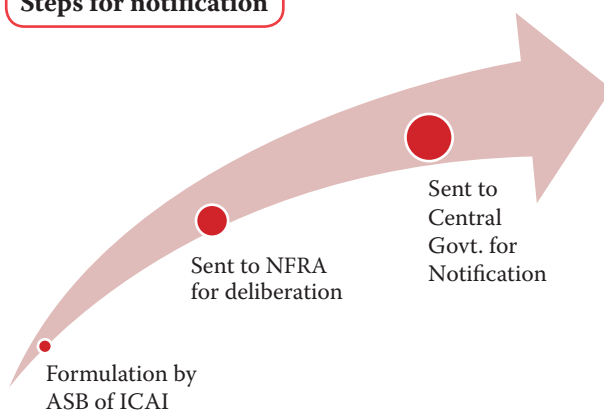 Steps for notification
Sent to
Central
Govt. for
Notification
Sent to NFRA
for deliberation
Formulation by
ASB of ICAI